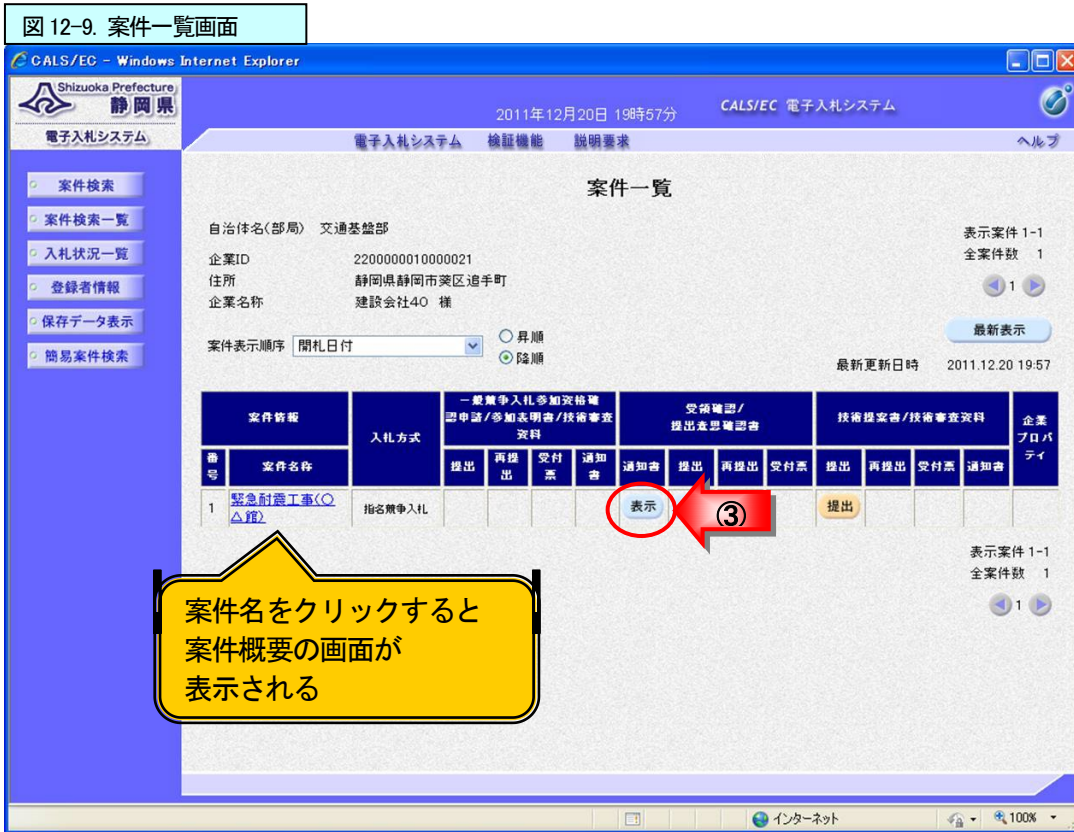 図 12-9. 案件一覧画面
CALS/EC - Windows Internet Explorer
Shizuoka Prefecture
静岡県
電子入札システム
2011年12月20日 19時57分
CALS/EC 電子入札システム
電子入札システム 検証機能 説明要求 ヘルプ
案件検索
案件検索一覧
入札状況一覧
登録者情報
保存データ表示
簡易案件検索
案件一覧
自治体名(部局) 交通基盤部
企業ID 2200000010000021
住所 静岡県静岡市葵区追手町
企業名称 建設会社40 様
表示案件 1-1
全案件数 1
1
案件表示順序 開札日付
昇順
降順
最新表示
最新更新日時 2011.12.20 19:57
案件情報
入札方式
一般競争入札参加資格確認申請/参加表明書/技術審査資料
受領確認/
提出意思確認書
技術提案書/技術審査資料
企業プロパティ
番号 案件名称 提出 再提出 受付票 通知書 通知書 提出 再提出 受付票 提出 再提出 受付票 通知書
1 緊急耐震工事(○△館) 指名競争入札 表示 提出
③
表示案件 1-1
全案件数 1
1
案件名をクリックすると
案件概要の画面が
表示される
インターネット 100%